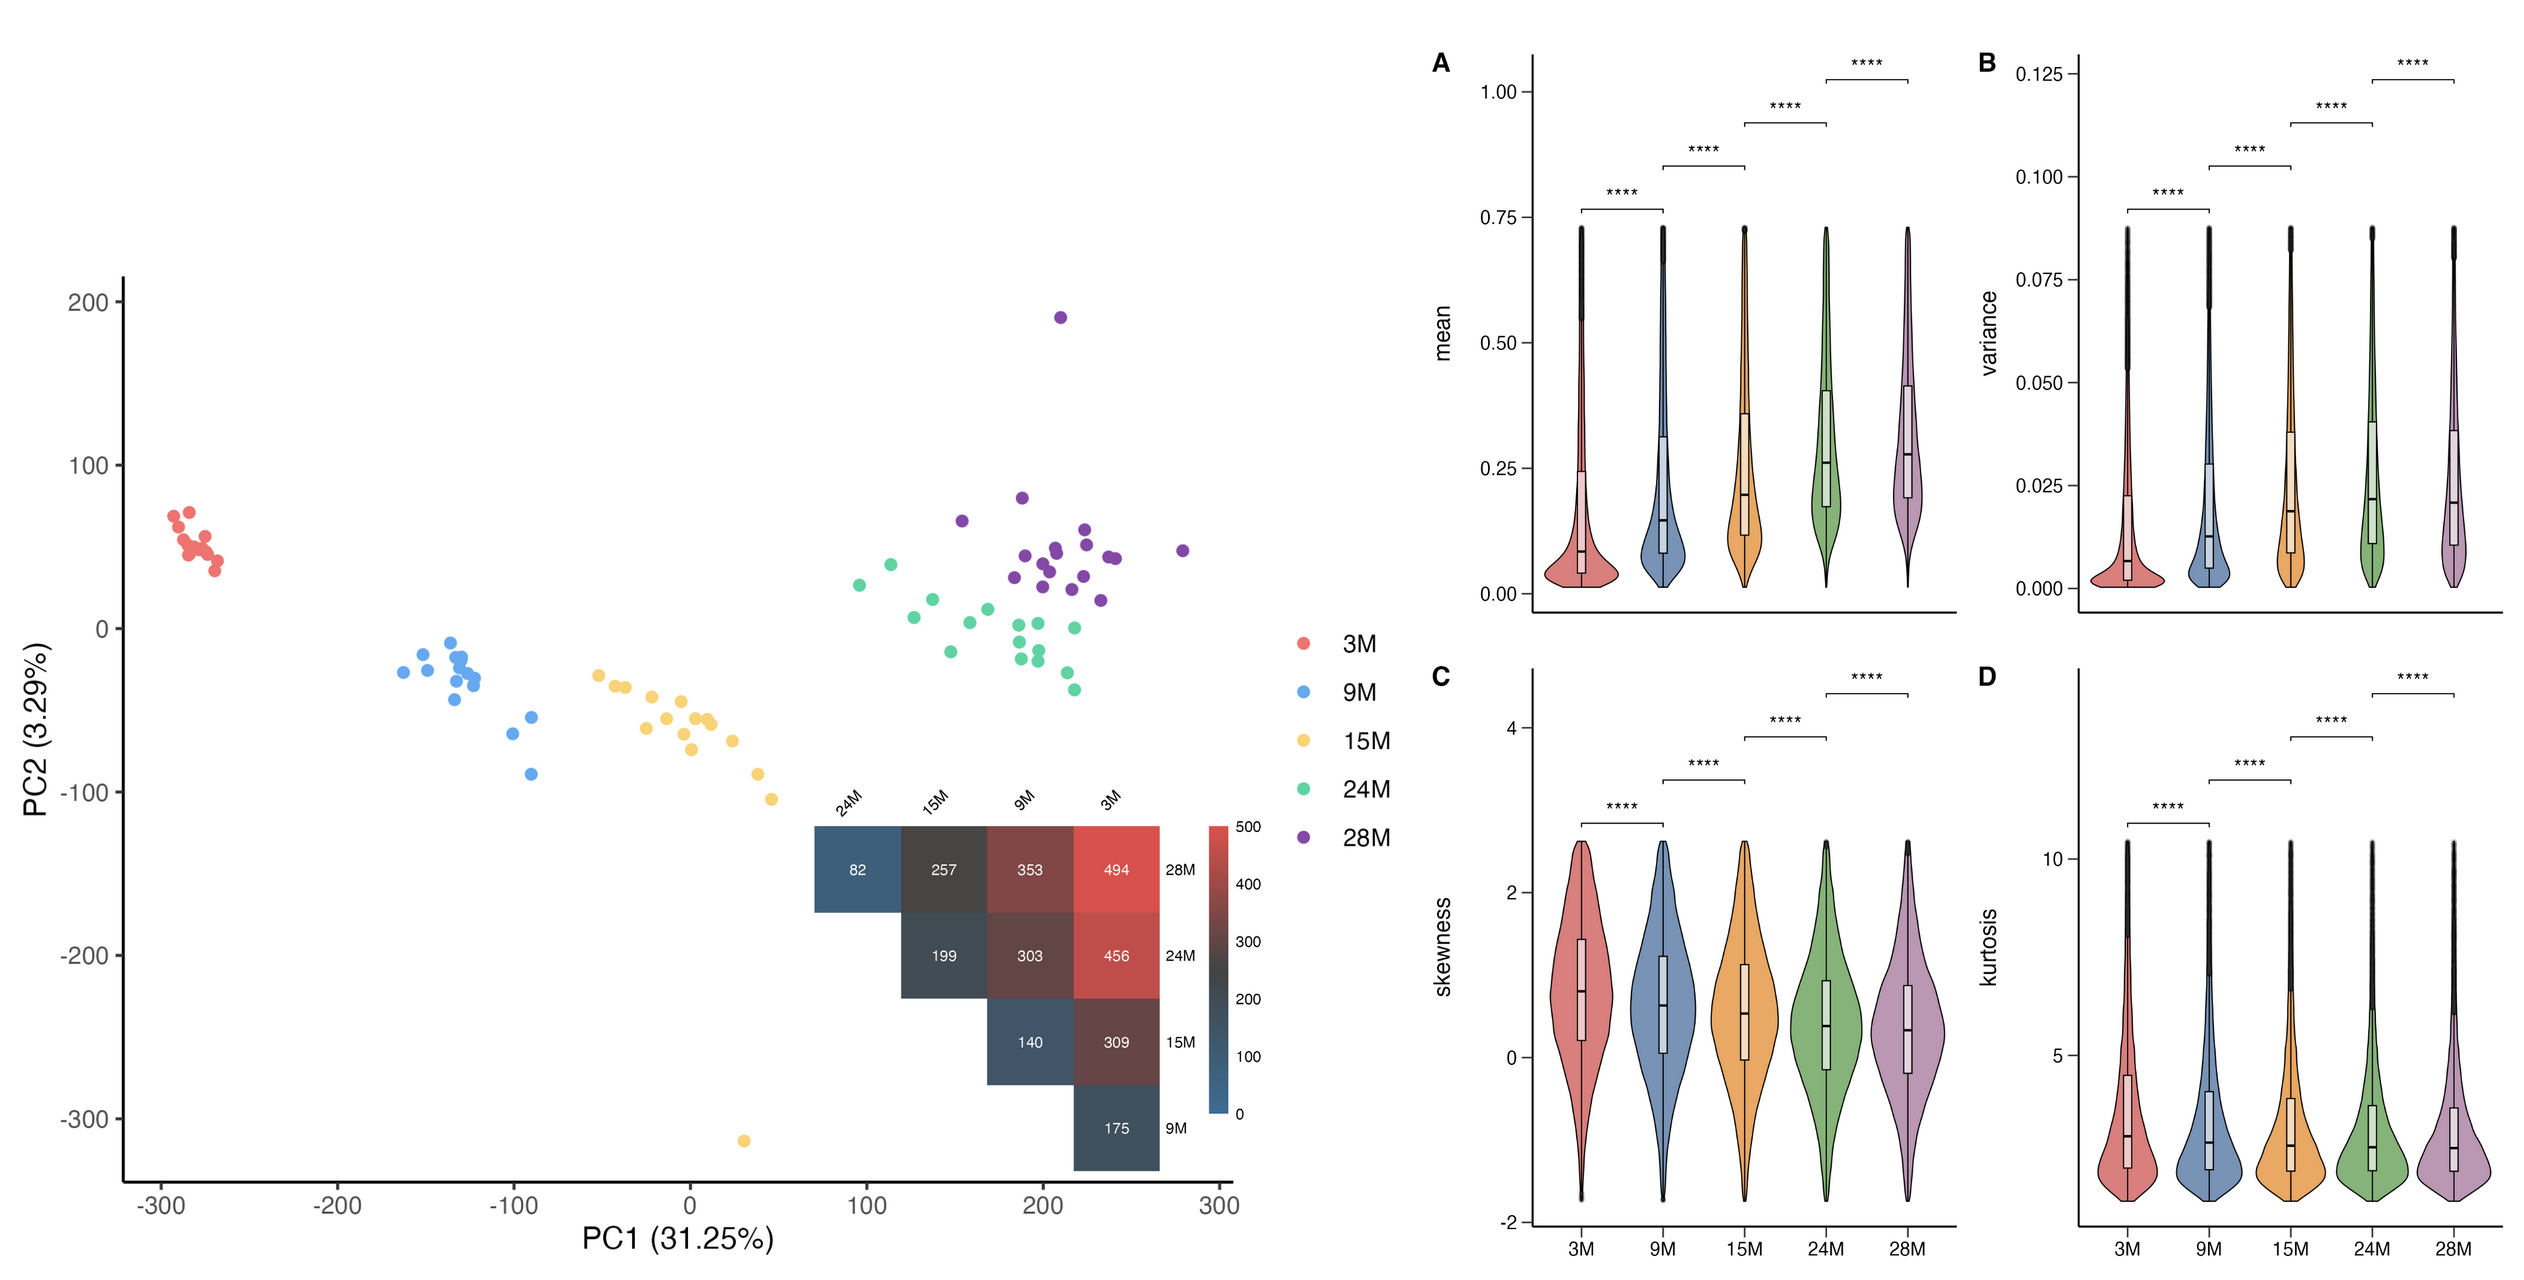 200
100
0
-100
-200
-300
PC2 (3.29%)
-300 -200 -100 0 100 200 300
PC1 (31.25%)
24M 15M 9M 3M
82 257 353 494 28M
199 303 456 24M
140 309 15M
175 9M
500
400
300
200
100
0
3M
9M
15M
24M
28M
A
mean
1.00
0.75
0.50
0.25
0.00
****
****
****
****
B
variance
0.125
0.100
0.075
0.050
0.025
0.000
****
****
****
****
C
skewness
4
2
0
-2
****
****
****
****
3M 9M 15M 24M 28M
D
kurtosis
10
5
****
****
****
****
3M 9M 15M 24M 28M